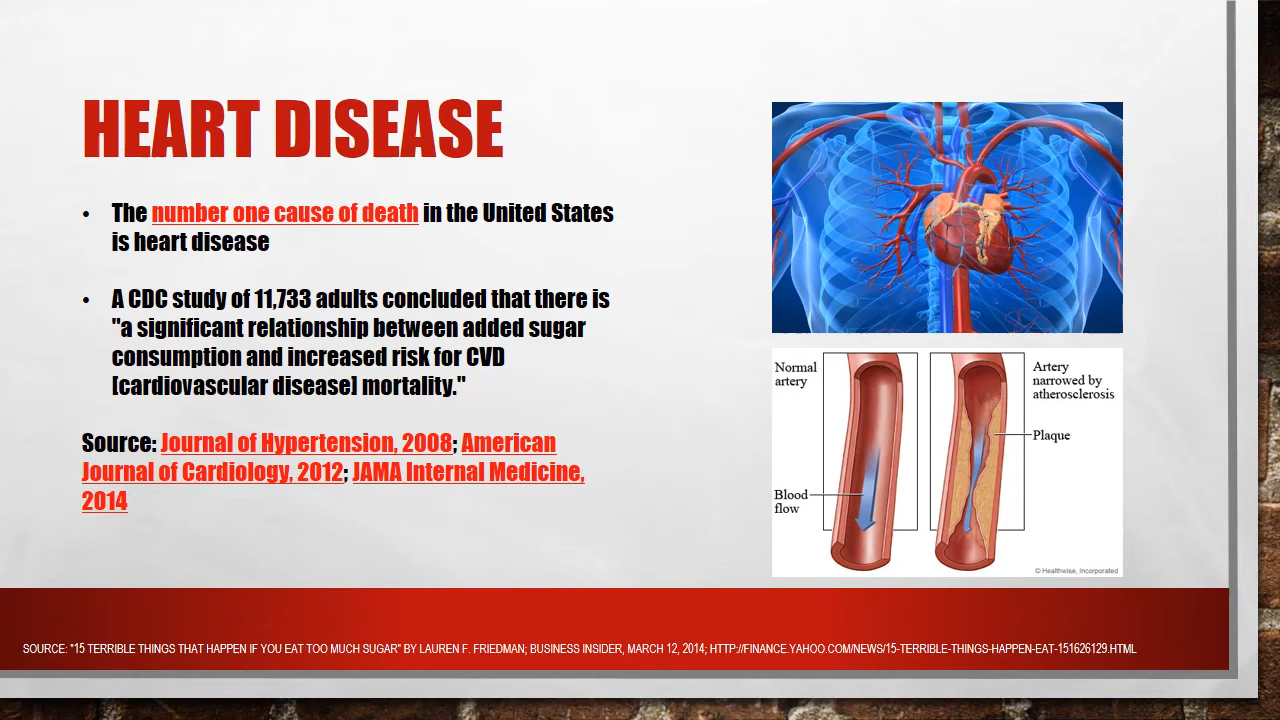 HEART DISEASE
• The number one cause of death in the United States
is heart disease
• A CDC study of 11,733 adults concluded that there is
"a significant relationship between added sugar
consumption and increased risk for CVD
[cardiovascular disease] mortality."
Source: Journal of Hypertension, 2008; American
Journal of Cardiology, 2012; JAMA Internal Medicine,
2014
Normal
artery
Blood
flow
Artery
narrowed by
atherosclerosis
Plaque
© Healthwise, Incorporated
SOURCE: "15 TERRIBLE THINGS THAT HAPPEN IF YOU EAT TOO MUCH SUGAR" BY LAUREN F. FRIEDMAN; BUSINESS INSIDER, MARCH 12, 2014; HTTP://FINANCE.YAHOO.COM/NEWS/15-TERRIBLE-THINGS-HAPPEN-EAT-151626129.HTML